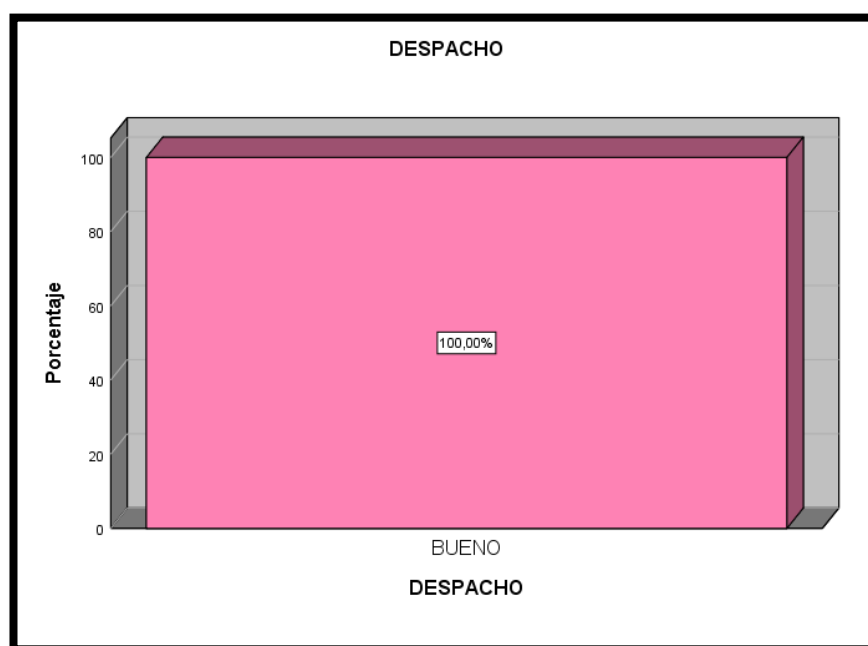 DESPACHO
100
80
60
40
20
0
Porcentaje
100,00%
BUENO
DESPACHO